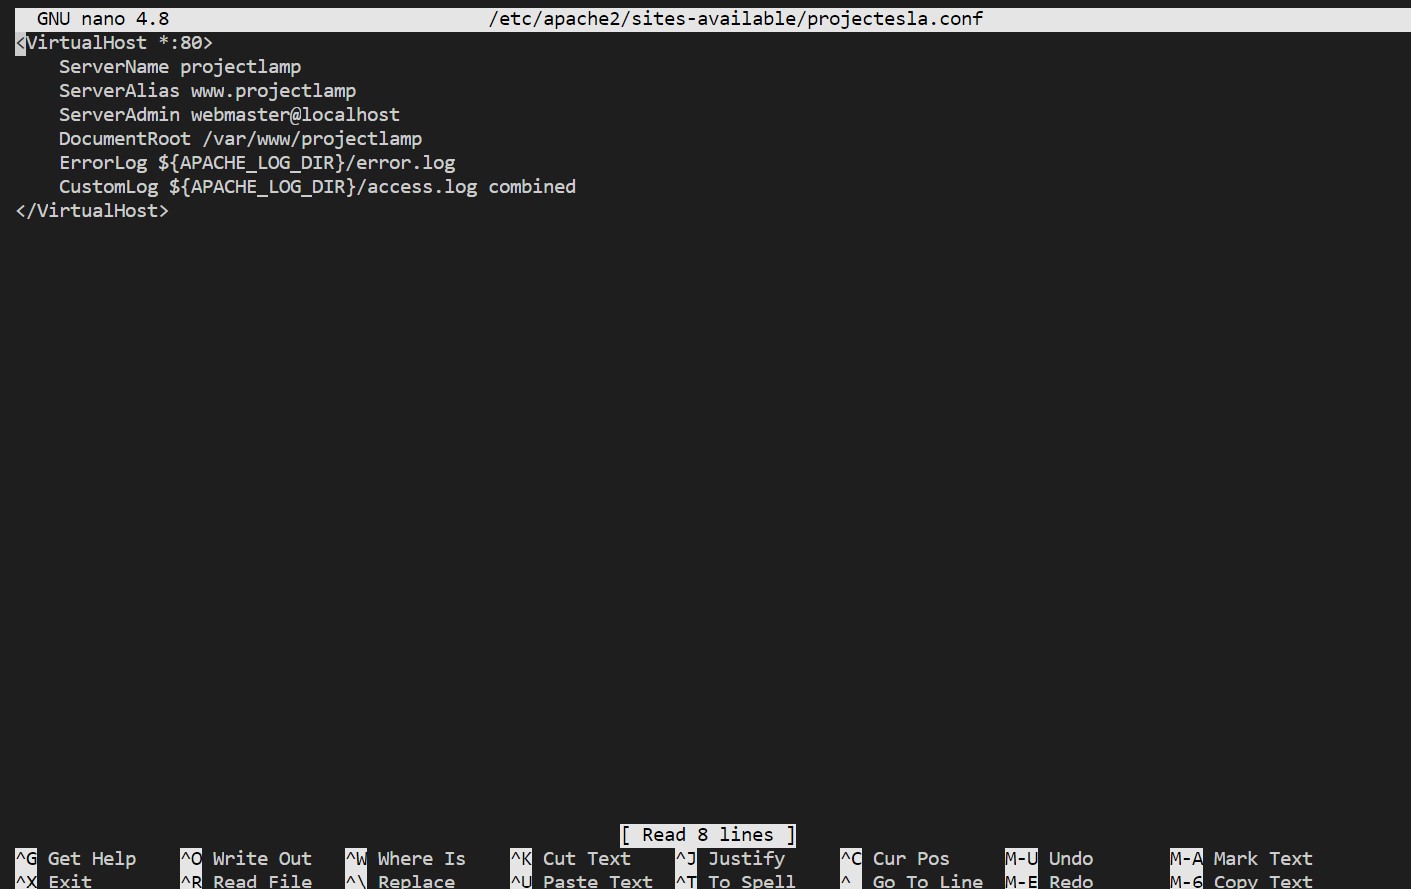 GNU nano 4.8 /etc/apache2/sites-available/projectesla.conf
<VirtualHost *:80>
    ServerName projectlamp
    ServerAlias www.projectlamp
    ServerAdmin webmaster@localhost
    DocumentRoot /var/www/projectlamp
    ErrorLog ${APACHE_LOG_DIR}/error.log
    CustomLog ${APACHE_LOG_DIR}/access.log combined
</VirtualHost>
[ Read 8 lines ]
^G Get Help ^O Write Out ^W Where Is ^K Cut Text ^J Justify ^C Cur Pos M-U Undo M-A Mark Text
^X Exit ^R Read File ^\ Replace ^U Paste Text ^T To Spell ^ Go To Line M-E Redo M-6 Copy Text